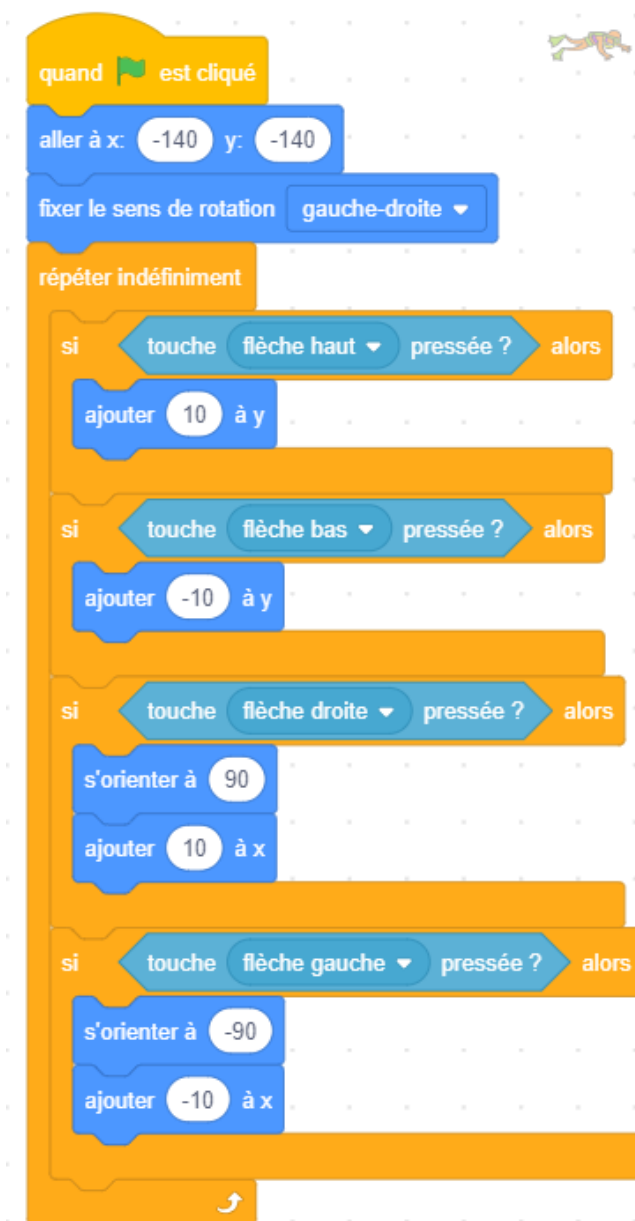 quand est cliqué
aller à x: -140 y: -140
fixer le sens de rotation gauche-droite
répéter indéfiniment
si touche flèche haut pressée ? alors
ajouter 10 à y
si touche flèche bas pressée ? alors
ajouter -10 à y
si touche flèche droite pressée ? alors
s'orienter à 90
ajouter 10 à x
si touche flèche gauche pressée ? alors
s'orienter à -90
ajouter -10 à x